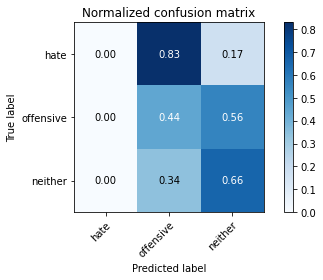 Normalized confusion matrix
True label
hate
offensive
neither
0.00 0.83 0.17
0.00 0.44 0.56
0.00 0.34 0.66
hate
offensive
neither
Predicted label
0.8
0.7
0.6
0.5
0.4
0.3
0.2
0.1
0.0